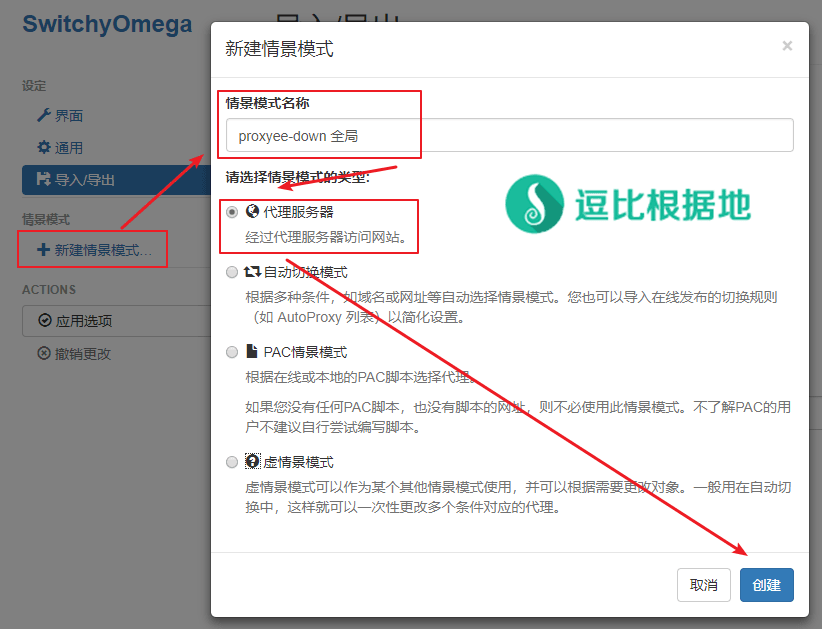 SwitchyOmega
导入/导出
设定
界面
通用
导入/导出
情景模式
新建情景模式...
ACTIONS
应用选项
撤销更改
新建情景模式
×
情景模式名称
proxyee-down 全局
请选择情景模式的类型:
代理服务器
经过代理服务器访问网站。
逗比根据地
自动切换模式
根据多种条件，如域名或网址等自动选择情景模式。您也可以导入在线发布的切换规则
（如 AutoProxy 列表）以简化设置。
PAC情景模式
根据在线或本地的PAC脚本选择代理。
如果您没有任何PAC脚本，也没有脚本的网址，则不必使用此情景模式。不了解PAC的用
户不建议自行尝试编写脚本。
虚情景模式
虚情景模式可以作为某个其他情景模式使用，并可以根据需要更改对象。一般用在自动切
换中，这样就可以一次性更改多个条件对应的代理。
取消
创建